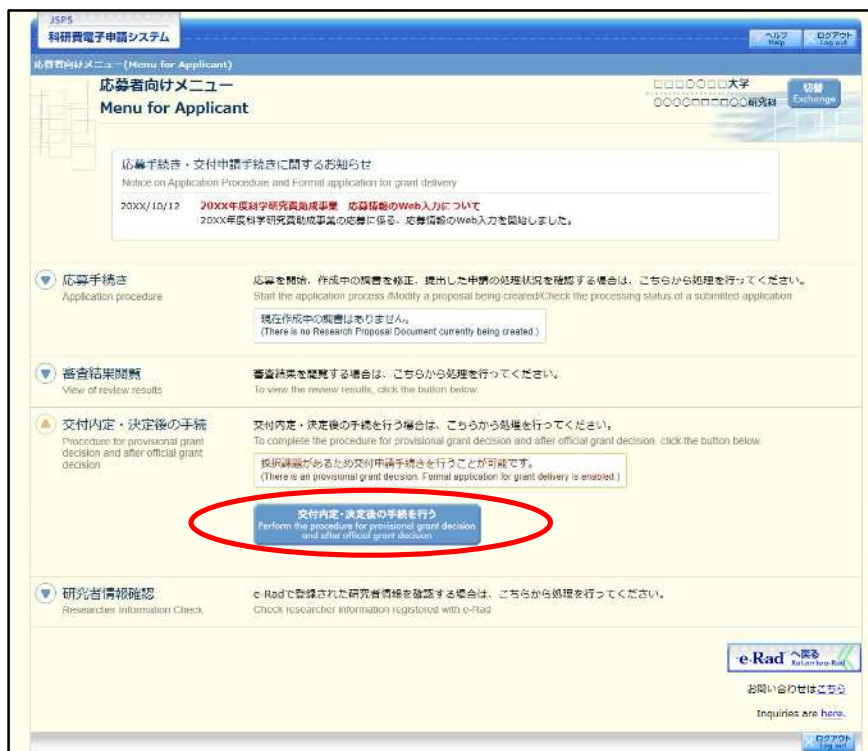 JSPS
科研費電子申請システム
ヘルプ
Help
ログアウト
Log out
応募者向けメニュー(Menu for Applicant)
応募者向けメニュー
Menu for Applicant
□□□○□□□大学
○○○○□□□□○○研究科
切替
Exchange
応募手続き・交付申請手続きに関するお知らせ
Notice on Application Procedure and Formal application for grant delivery
20XX/10/12 20XX年度科学研究費助成事業 応募情報のWeb入力について
20XX年度科学研究費助成事業の応募に係る、応募情報のWeb入力を開始しました。
応募手続き
Application procedure
応募を開始、作成中の調書を修正、提出した申請の処理状況を確認する場合は、こちらから処理を行ってください。
Start the application process /Modify a proposal being created/Check the processing status of a submitted application
現在作成中の調書はありません。
(There is no Research Proposal Document currently being created.)
審査結果閲覧
View of review results
審査結果を閲覧する場合は、こちらから処理を行ってください。
To view the review results, click the button below.
交付内定・決定後の手続
Procedure for provisional grant
decision and after official grant
decision
交付内定・決定後の手続を行う場合は、こちらから処理を行ってください。
To complete the procedure for provisional grant decision and after official grant decision, click the button below.
採択課題があるため交付申請手続きを行うことが可能です。
(There is an provisional grant decision. Formal application for grant delivery is enabled.)
交付内定・決定後の手続を行う
Perform the procedure for provisional grant decision
and after official grant decision
研究者情報確認
Researcher Information Check
e-Radで登録された研究者情報を確認する場合は、こちらから処理を行ってください。
Check researcher information registered with e-Rad
e-Rad へ戻る
Return to e-Rad
お問い合わせはこちら
Inquiries are here.
ログアウト
Log out